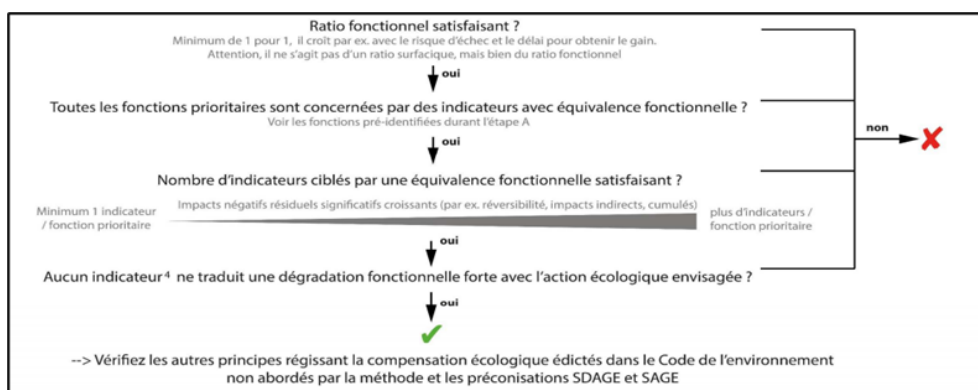 Ratio fonctionnel satisfaisant ?
Minimum de 1 pour 1, il croît par ex. avec le risque d'échec et le délai pour obtenir le gain.
Attention, il ne s'agit pas d'un ratio surfacique, mais bien du ratio fonctionnel
oui
Toutes les fonctions prioritaires sont concernées par des indicateurs avec équivalence fonctionnelle ?
Voir les fonctions pré-identifiées durant l'étape A
non
oui
Nombre d'indicateurs ciblés par une équivalence fonctionnelle satisfaisant ?
Impacts négatifs résiduels significatifs croissants (par ex. réversibilité, impacts indirects, cumulés)
Minimum 1 indicateur
/ fonction prioritaire
plus d'indicateurs /
fonction prioritaire
oui
Aucun indicateur⁴ ne traduit une dégradation fonctionnelle forte avec l'action écologique envisagée ?
oui
--> Vérifiez les autres principes régissant la compensation écologique édictés dans le Code de l'environnement
non abordés par la méthode et les préconisations SDAGE et SAGE